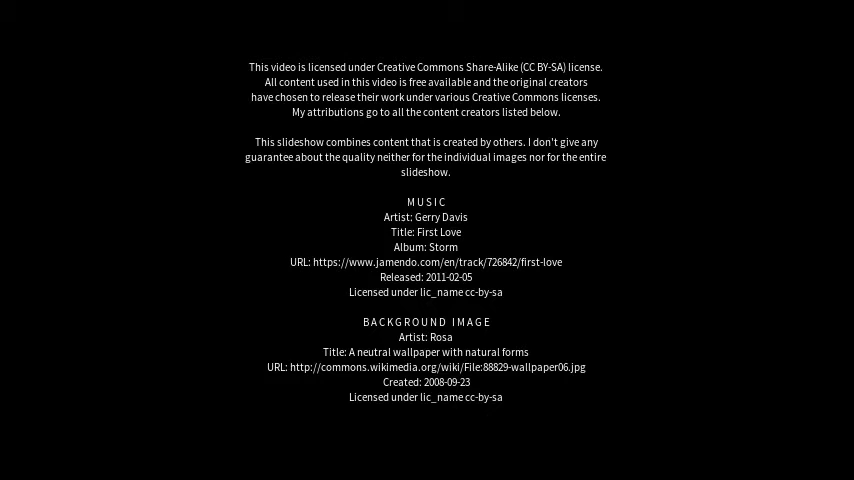 This video is licensed under Creative Commons Share-Alike (CC BY-SA) license.
All content used in this video is free available and the original creators
have chosen to release their work under various Creative Commons licenses.
My attributions go to all the content creators listed below.
This slideshow combines content that is created by others. I don't give any
guarantee about the quality neither for the individual images nor for the entire
slideshow.
MUSIC
Artist: Gerry Davis
Title: First Love
Album: Storm
URL: https://www.jamendo.com/en/track/726842/first-love
Released: 2011-02-05
Licensed under lic_name cc-by-sa
BACKGROUND IMAGE
Artist: Rosa
Title: A neutral wallpaper with natural forms
URL: http://commons.wikimedia.org/wiki/File:88829-wallpaper06.jpg
Created: 2008-09-23
Licensed under lic_name cc-by-sa